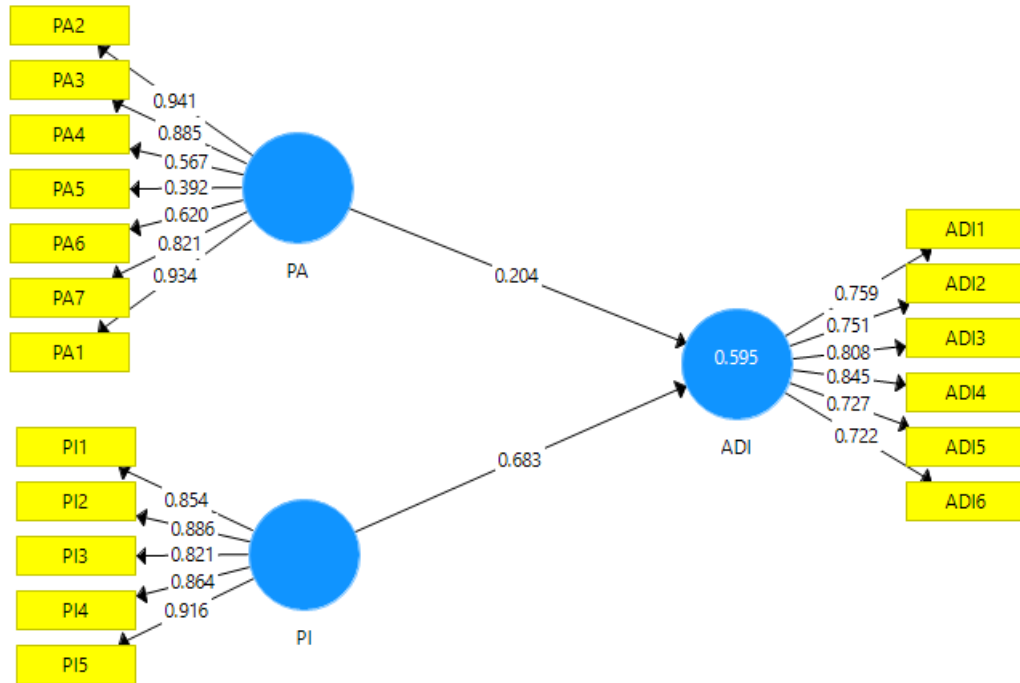 PA2
PA3
PA4
PA5
PA6
PA7
PA1
0.941
0.885
0.567
0.392
0.620
0.821
0.934
PA
0.204
PI1
PI2
PI3
PI4
PI5
0.854
0.886
0.821
0.864
0.916
PI
0.683
0.595
ADI
0.759
0.751
0.808
0.845
0.727
0.722
ADI1
ADI2
ADI3
ADI4
ADI5
ADI6